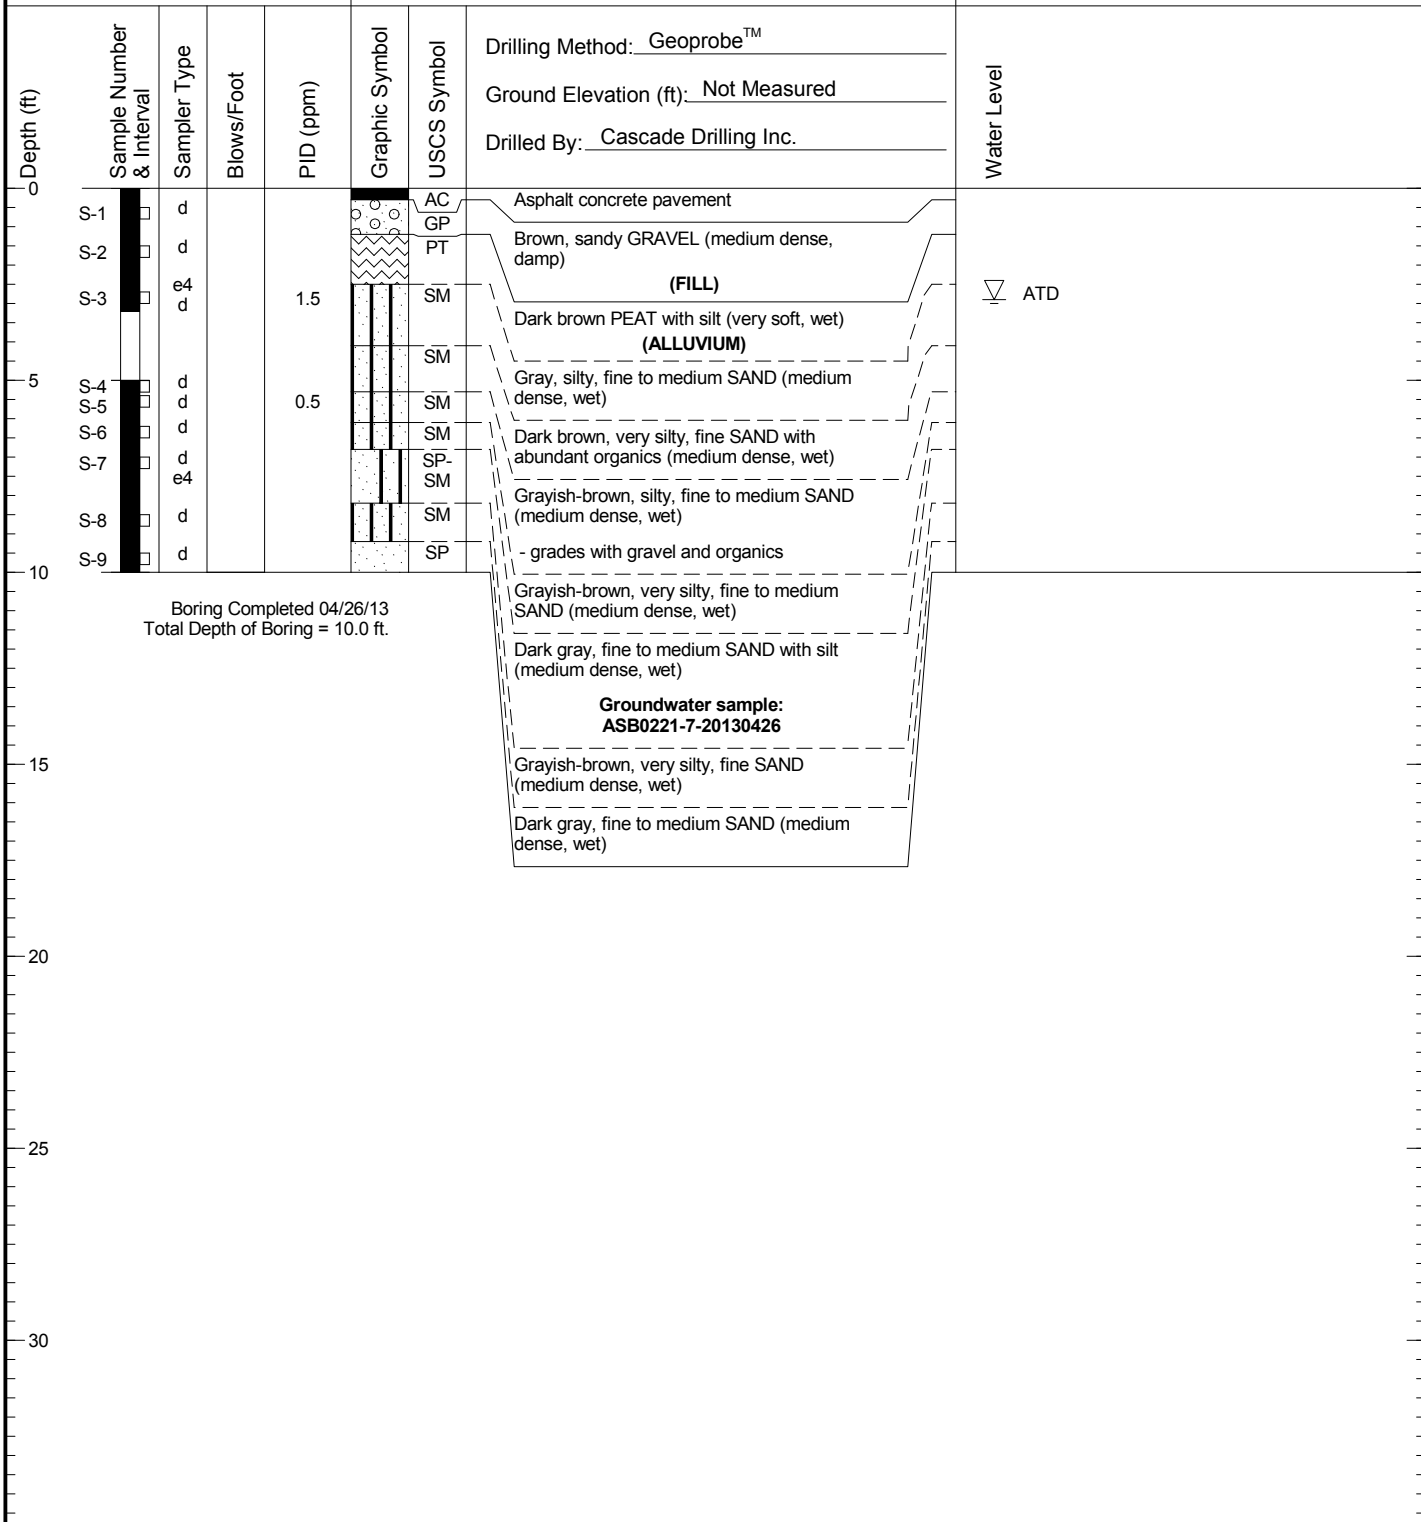 Depth (ft)
Sample Number
& Interval
Sampler Type
Blows/Foot
PID (ppm)
Graphic Symbol
USCS Symbol
Drilling Method: Geoprobe™
Ground Elevation (ft): Not Measured
Drilled By: Cascade Drilling Inc.
Water Level
0
S-1 d AC Asphalt concrete pavement
GP
S-2 d PT Brown, sandy GRAVEL (medium dense,
damp)
(FILL)
S-3 e4
d 1.5 SM
ATD
Dark brown PEAT with silt (very soft, wet)
(ALLUVIUM)
SM
5
S-4 d
Gray, silty, fine to medium SAND (medium
dense, wet)
S-5 d 0.5 SM
S-6 d SM
Dark brown, very silty, fine SAND with
abundant organics (medium dense, wet)
S-7 d
e4
SP-
SM
Grayish-brown, silty, fine to medium SAND
(medium dense, wet)
S-8 d SM
- grades with gravel and organics
S-9 d SP
10
Grayish-brown, very silty, fine to medium
SAND (medium dense, wet)
Boring Completed 04/26/13
Total Depth of Boring = 10.0 ft.
Dark gray, fine to medium SAND with silt
(medium dense, wet)
Groundwater sample:
ASB0221-7-20130426
15
Grayish-brown, very silty, fine SAND
(medium dense, wet)
Dark gray, fine to medium SAND (medium
dense, wet)
20
25
30